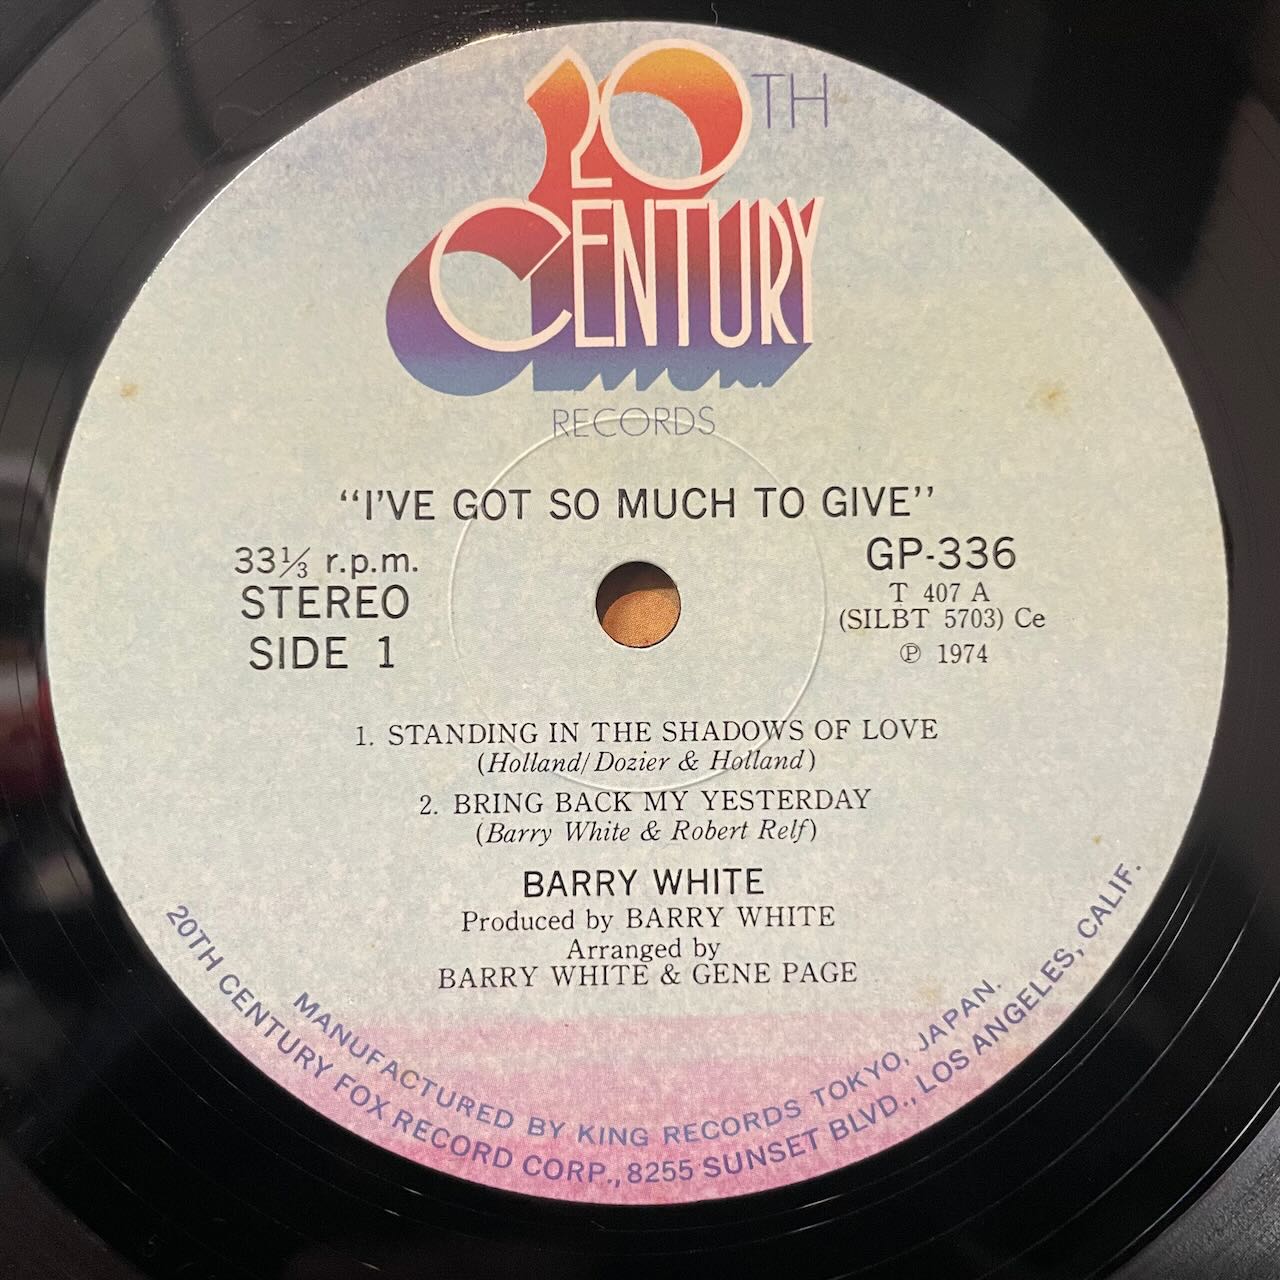 20TH
CENTURY
RECORDS
“I’VE GOT SO MUCH TO GIVE”
33⅓ r.p.m.
STEREO
SIDE 1
GP-336
T 407 A
(SILBT 5703) Ce
℗ 1974
1. STANDING IN THE SHADOWS OF LOVE
(Holland/Dozier & Holland)
2. BRING BACK MY YESTERDAY
(Barry White & Robert Relf)
BARRY WHITE
Produced by BARRY WHITE
Arranged by
BARRY WHITE & GENE PAGE
MANUFACTURED BY KING RECORDS TOKYO, JAPAN.
20TH CENTURY FOX RECORD CORP., 8255 SUNSET BLVD., LOS ANGELES, CALIF.